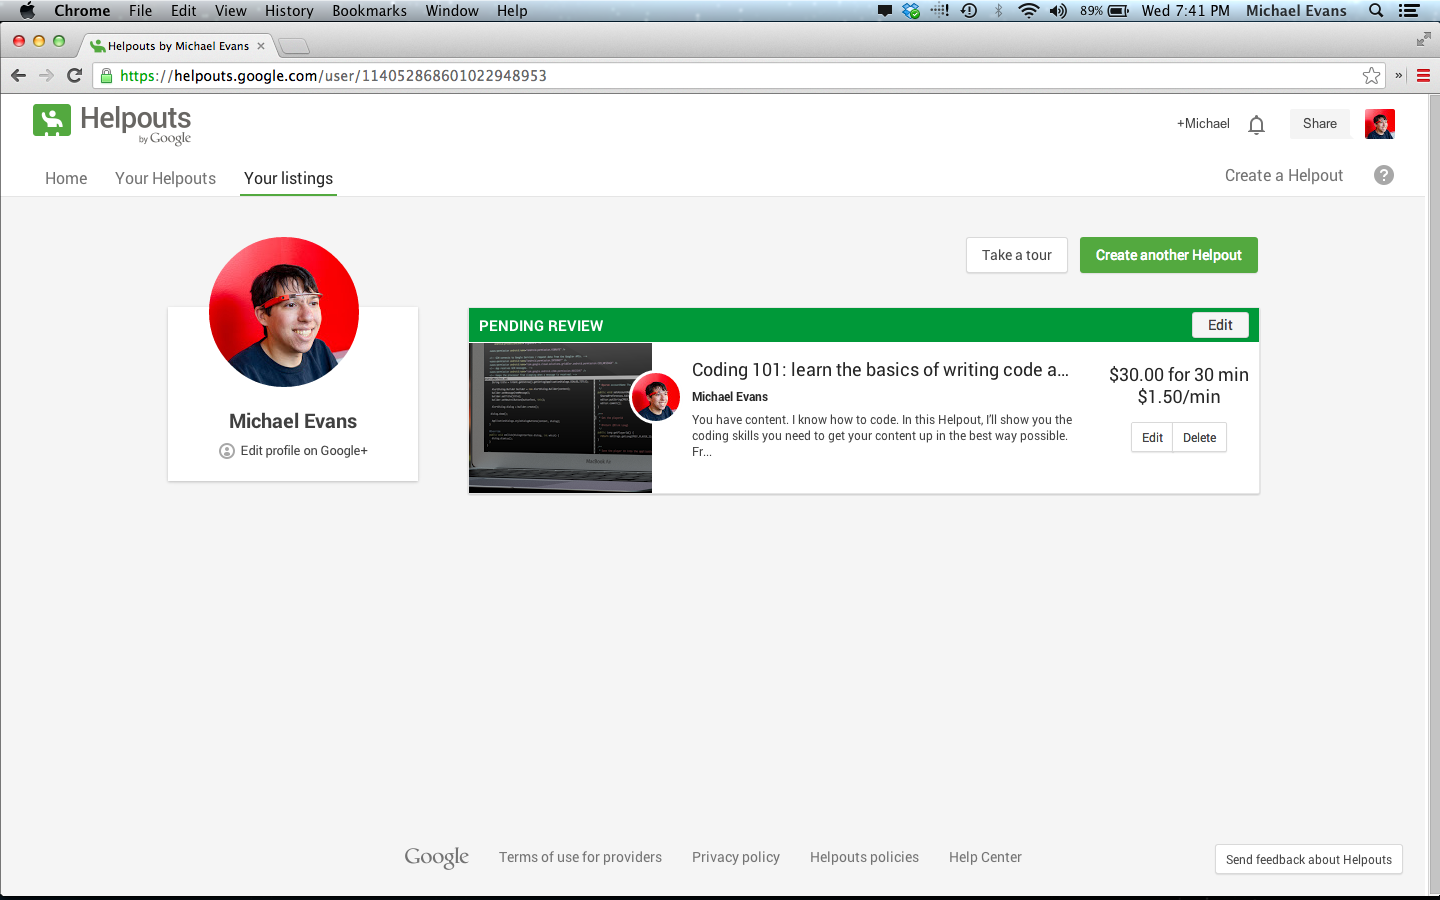 Chrome File Edit View History Bookmarks Window Help 89% Wed 7:41 PM Michael Evans
Helpouts by Michael Evans
https://helpouts.google.com/user/114052868601022948953
Helpouts
by Google
+Michael Share
Home Your Helpouts Your listings Create a Helpout ?
Take a tour Create another Helpout
Michael Evans
Edit profile on Google+
PENDING REVIEW Edit
MacBook Air
Coding 101: learn the basics of writing code a...
Michael Evans
You have content. I know how to code. In this Helpout, I'll show you the
coding skills you need to get your content up in the best way possible.
Fr...
$30.00 for 30 min
$1.50/min
Edit Delete
Google Terms of use for providers Privacy policy Helpouts policies Help Center
Send feedback about Helpouts